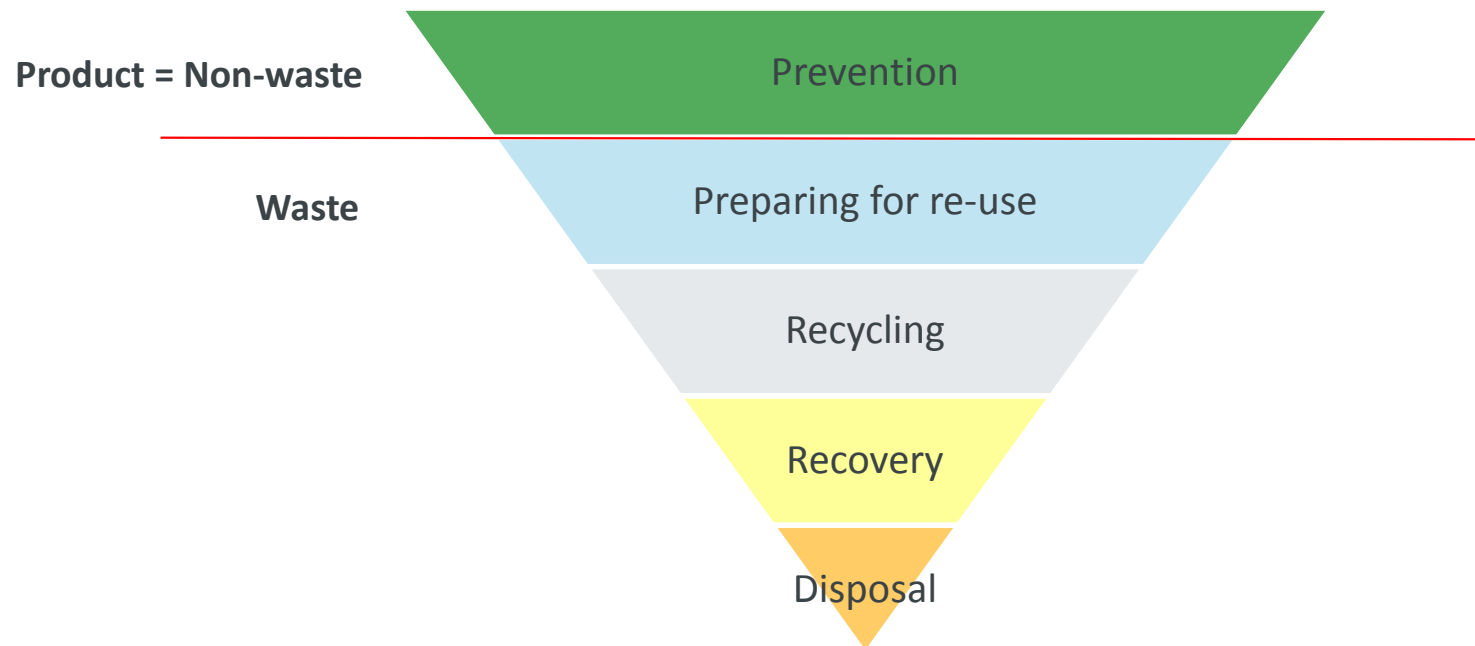 Product = Non-waste
Prevention
Waste
Preparing for re-use
Recycling
Recovery
Disposal